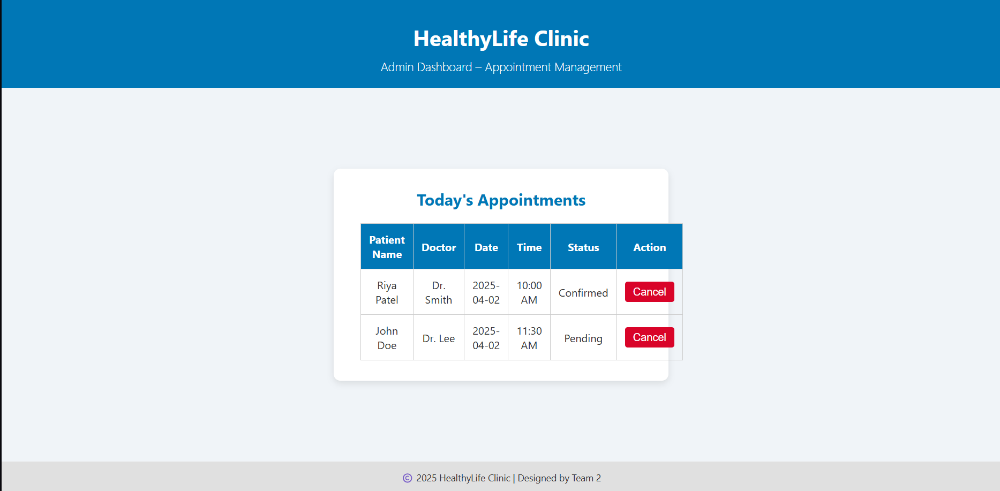 HealthyLife Clinic
Admin Dashboard – Appointment Management
Today's Appointments
Patient Name Doctor Date Time Status Action
Riya Patel Dr. Smith 2025-04-02 10:00 AM Confirmed Cancel
John Doe Dr. Lee 2025-04-02 11:30 AM Pending Cancel
© 2025 HealthyLife Clinic | Designed by Team 2